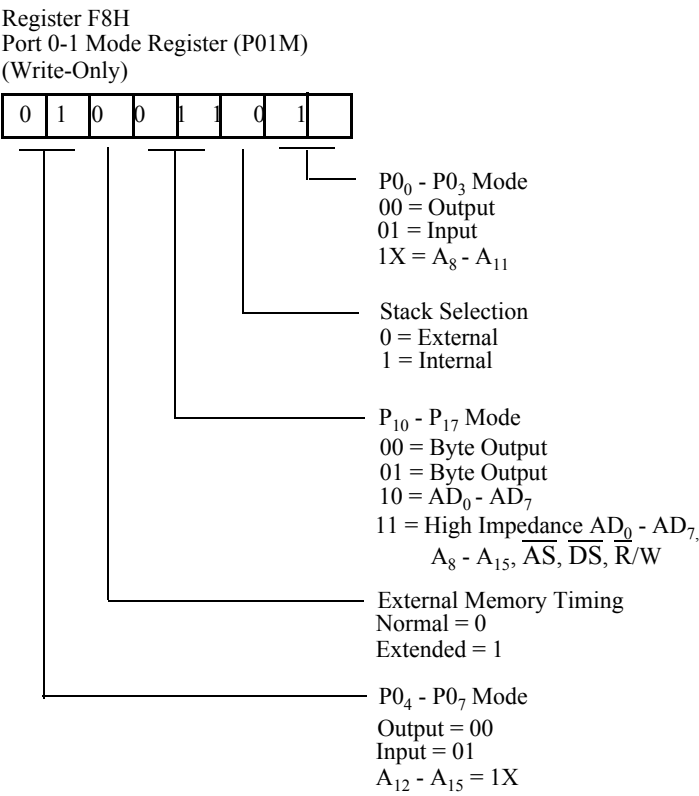 Register F8H
Port 0-1 Mode Register (P01M)
(Write-Only)
0 1 0 0 1 1 0 1
P0₀ - P0₃ Mode
00 = Output
01 = Input
1X = A₈ - A₁₁
Stack Selection
0 = External
1 = Internal
P₁₀ - P₁₇ Mode
00 = Byte Output
01 = Byte Output
10 = AD₀ - AD₇
11 = High Impedance AD₀ - AD₇,
A₈ - A₁₅, A̅S̅, D̅S̅, R̅/W
External Memory Timing
Normal = 0
Extended = 1
P0₄ - P0₇ Mode
Output = 00
Input = 01
A₁₂ - A₁₅ = 1X